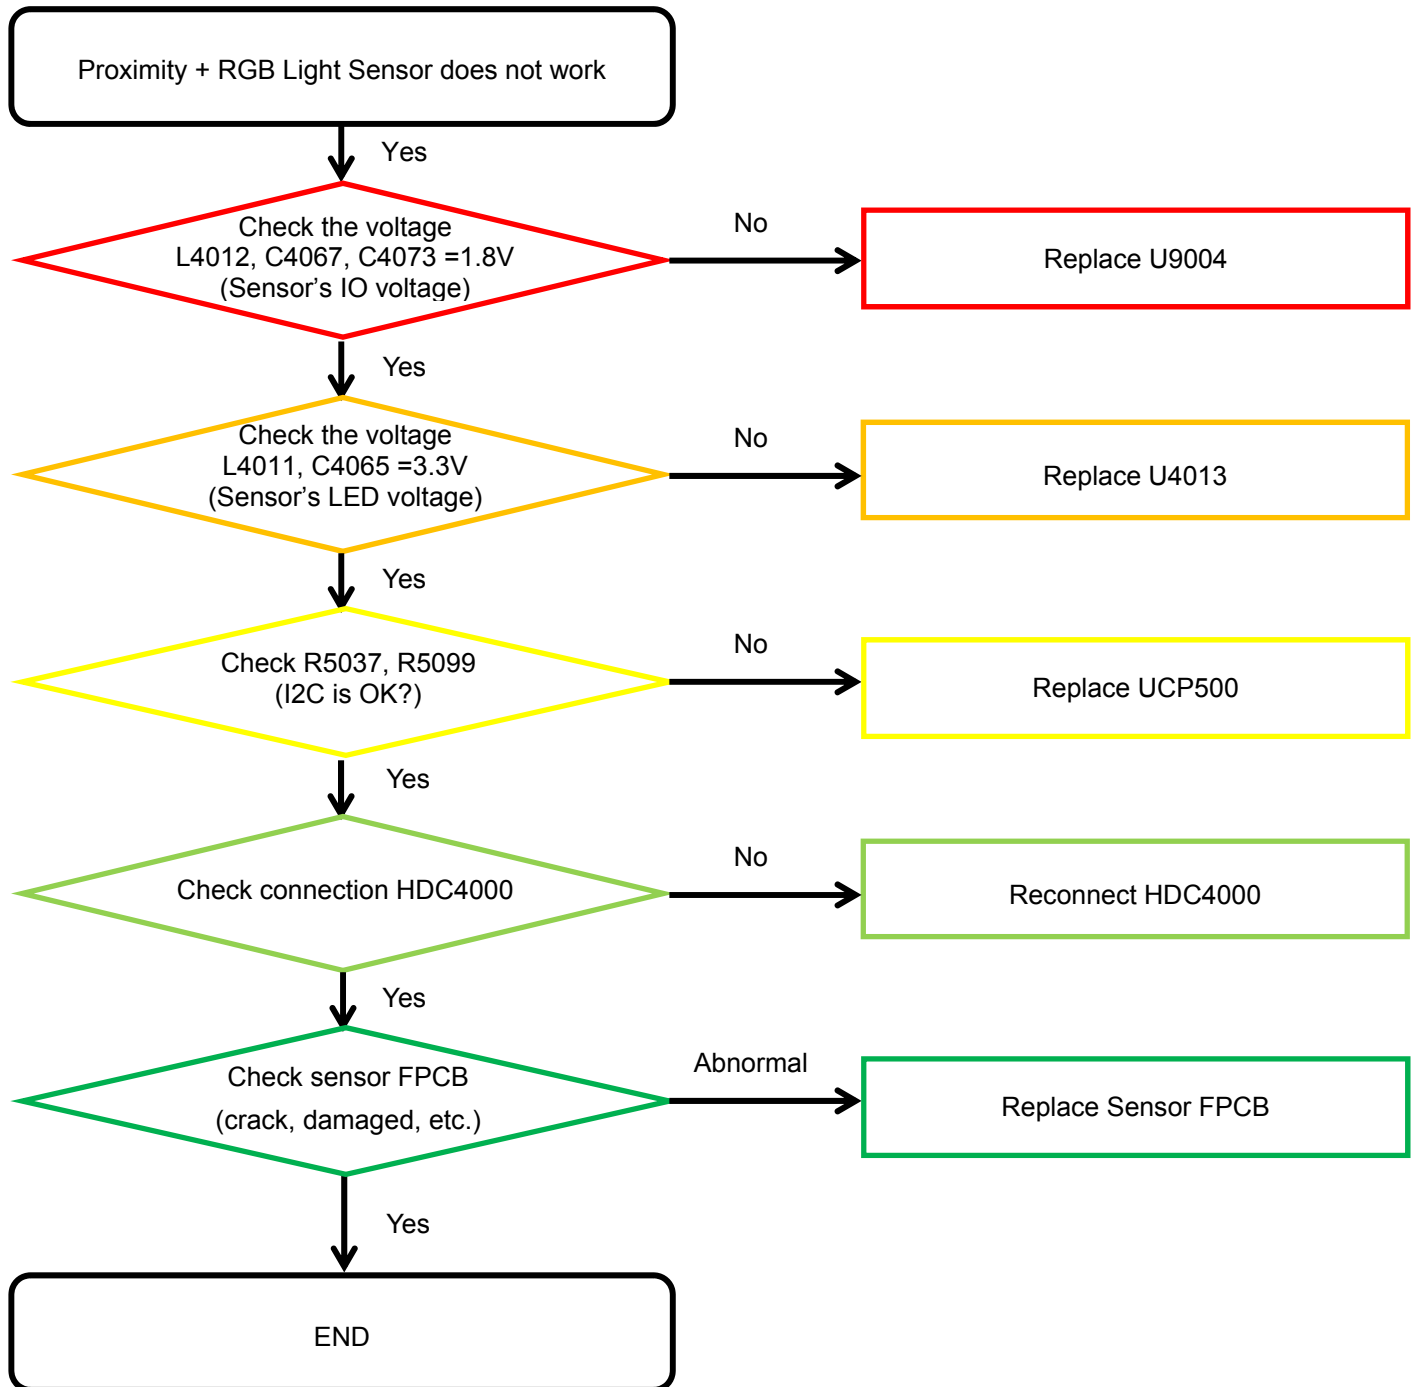 Proximity + RGB Light Sensor does not work
Yes
Check the voltage
L4012, C4067, C4073 =1.8V
(Sensor’s IO voltage)
No
Replace U9004
Yes
Check the voltage
L4011, C4065 =3.3V
(Sensor’s LED voltage)
No
Replace U4013
Yes
Check R5037, R5099
(I2C is OK?)
No
Replace UCP500
Yes
Check connection HDC4000
No
Reconnect HDC4000
Yes
Check sensor FPCB
(crack, damaged, etc.)
Abnormal
Replace Sensor FPCB
Yes
END